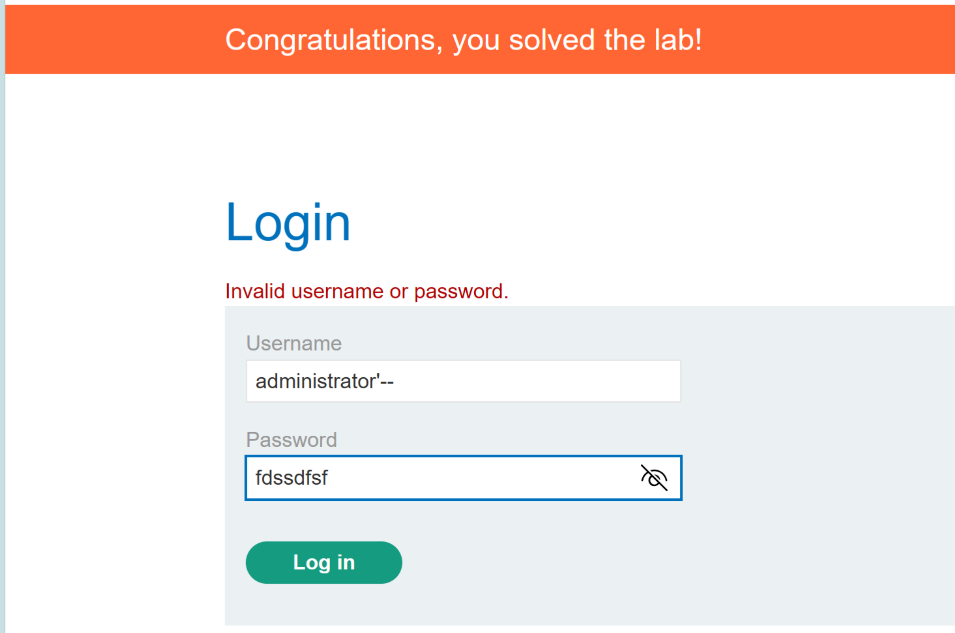 Congratulations, you solved the lab!
Login
Invalid username or password.
Username
administrator'--
Password
fdssdfsf
Log in